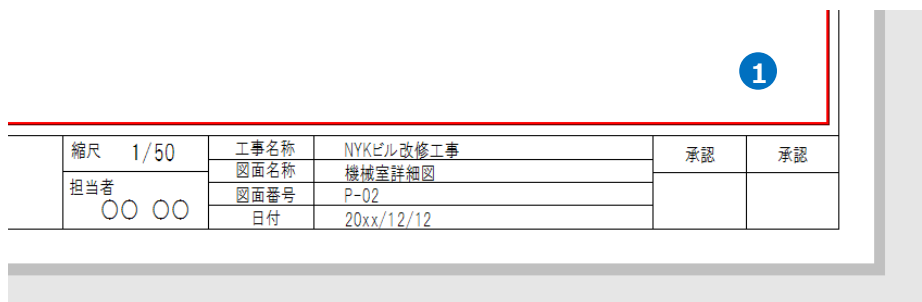 1
縮尺 1/50
担当者
○○ ○○
工事名称 NYKビル改修工事
図面名称 機械室詳細図
図面番号 P-02
日付 20xx/12/12
承認 承認